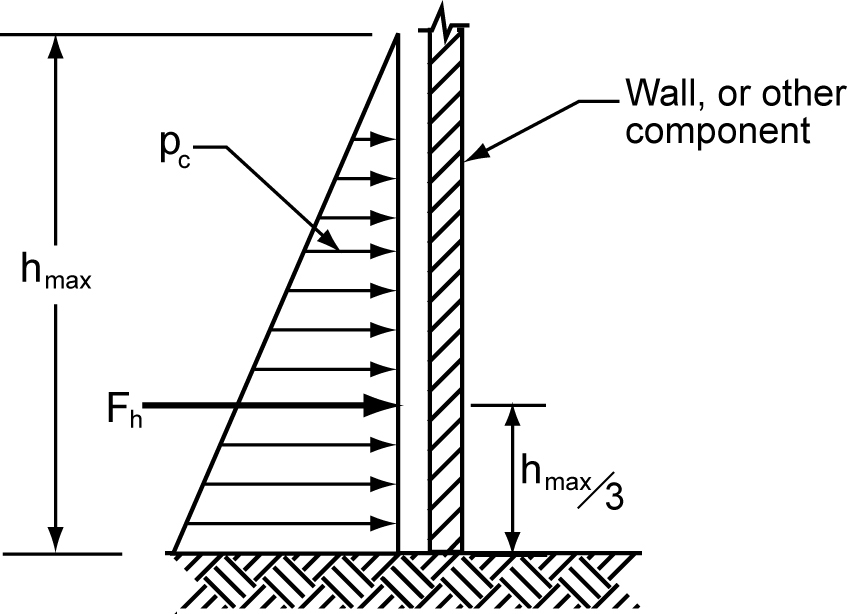 Wall, or other
component
pc
hmax
Fh
hmax/3